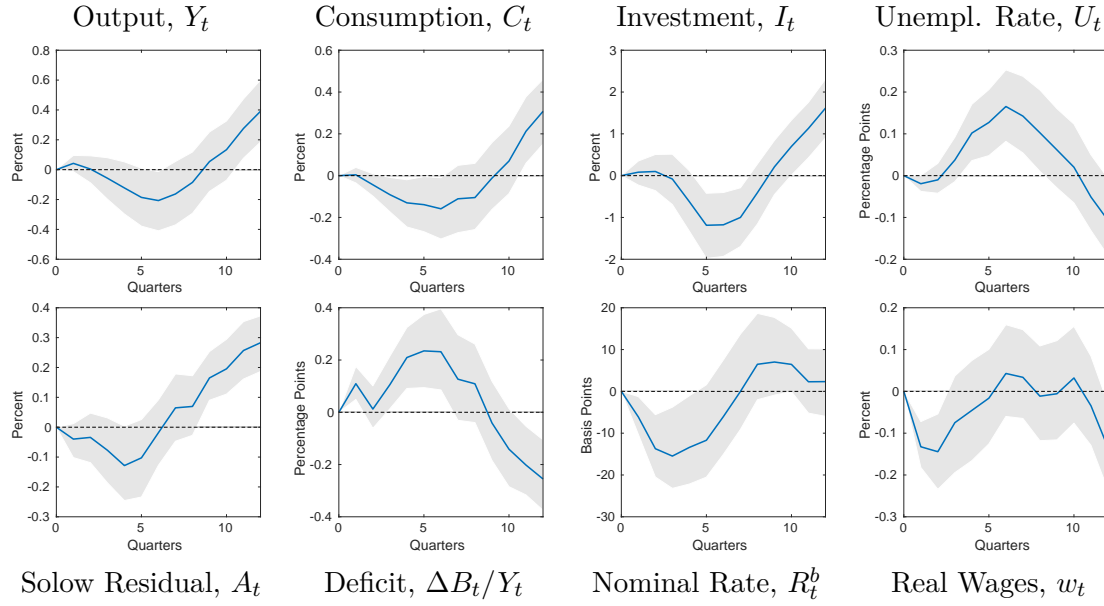 Output, Y_t
Consumption, C_t
Investment, I_t
Unempl. Rate, U_t
0.8
0.6
0.4
0.2
0
-0.2
-0.4
-0.6
Percent
0 5 10
Quarters
0.6
0.4
0.2
0
-0.2
-0.4
Percent
0 5 10
Quarters
3
2
1
0
-1
-2
Percent
0 5 10
Quarters
0.3
0.2
0.1
0
-0.1
-0.2
Percentage Points
0 5 10
Quarters
0.4
0.3
0.2
0.1
0
-0.1
-0.2
-0.3
Percent
0 5 10
Quarters
0.4
0.2
0
-0.2
-0.4
Percentage Points
0 5 10
Quarters
20
10
0
-10
-20
-30
Basis Points
0 5 10
Quarters
0.2
0.1
0
-0.1
-0.2
-0.3
Percent
0 5 10
Quarters
Solow Residual, A_t
Deficit, ΔB_t/Y_t
Nominal Rate, R_t^b
Real Wages, w_t